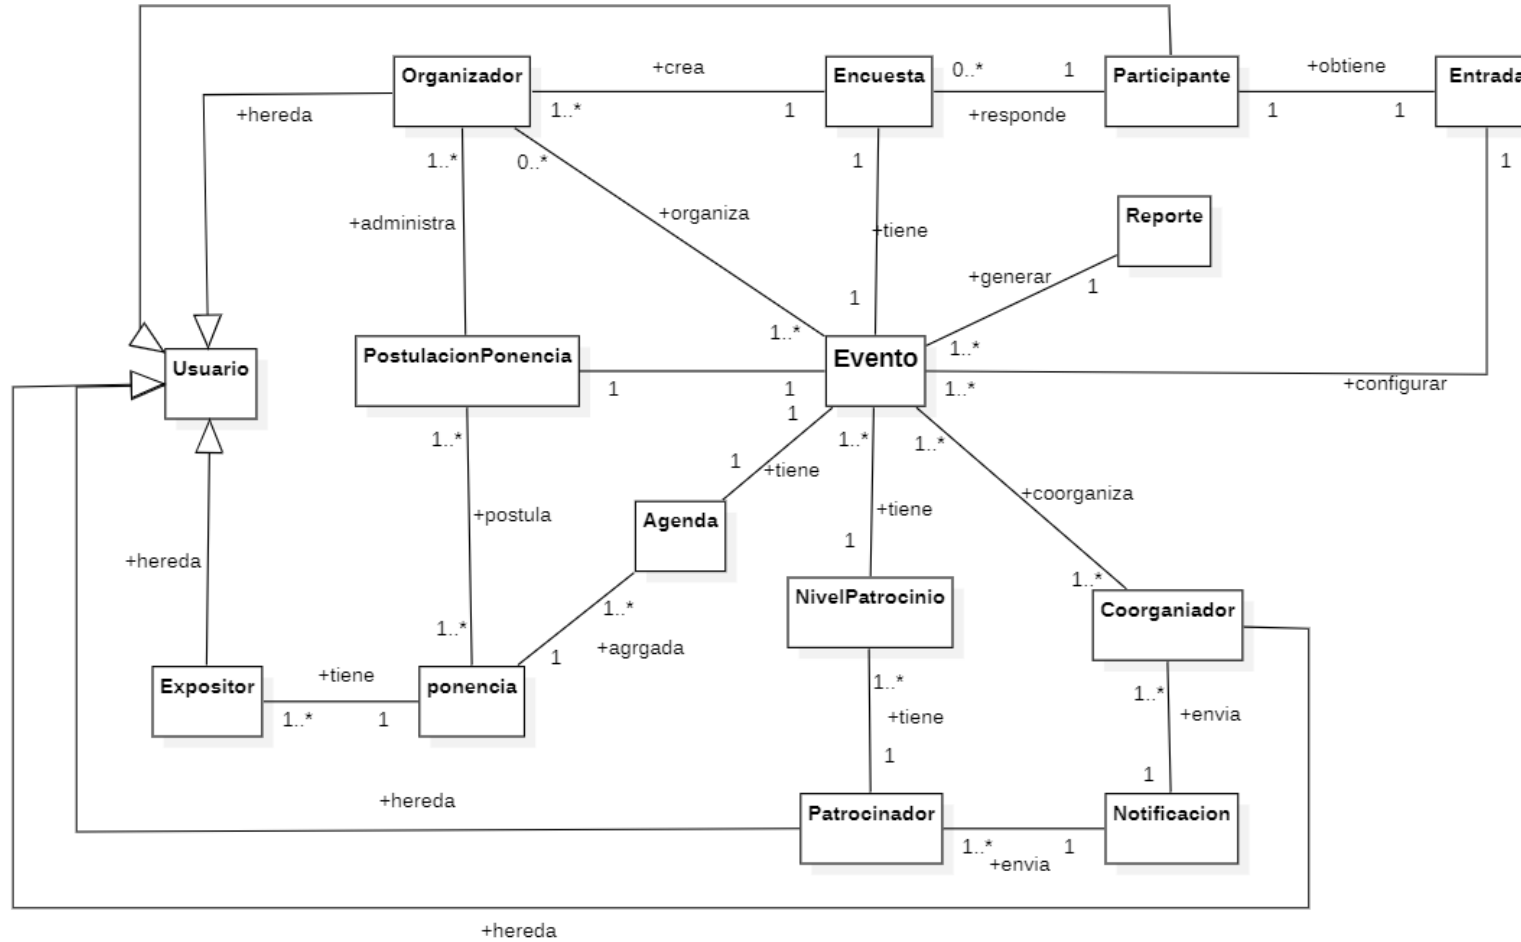 +crea
+obtiene
Organizador
Encuesta
0..*
1
Participante
Entrada
+hereda
1..*
1
+responde
1
1
1..*
0..*
1
1
+administra
+organiza
+tiene
Reporte
+generar
1
1
1..*
1..*
PostulacionPonencia
Evento
Usuario
1
1
1..*
+configurar
1
1..*
1..*
1..*
1
+tiene
+coorganiza
+postula
Agenda
+tiene
1
+hereda
1..*
NivelPatrocinio
1..*
Coorganiador
1..*
+agrgada
1
+tiene
Expositor
ponencia
1..*
1..*
1..*
1
+tiene
+envia
1
1
+hereda
Patrocinador
Notificacion
1..*
1
+envia
+hereda